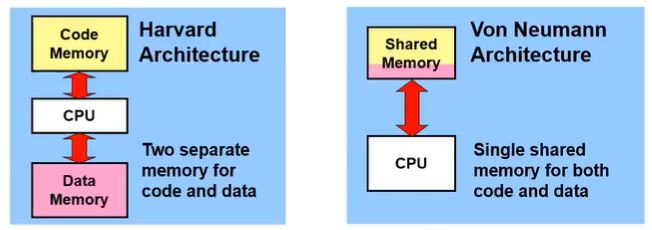 Code
Memory
Harvard
Architecture
CPU
Two separate
memory for
code and data
Data
Memory
Shared
Memory
Von Neumann
Architecture
CPU
Single shared
memory for both
code and data